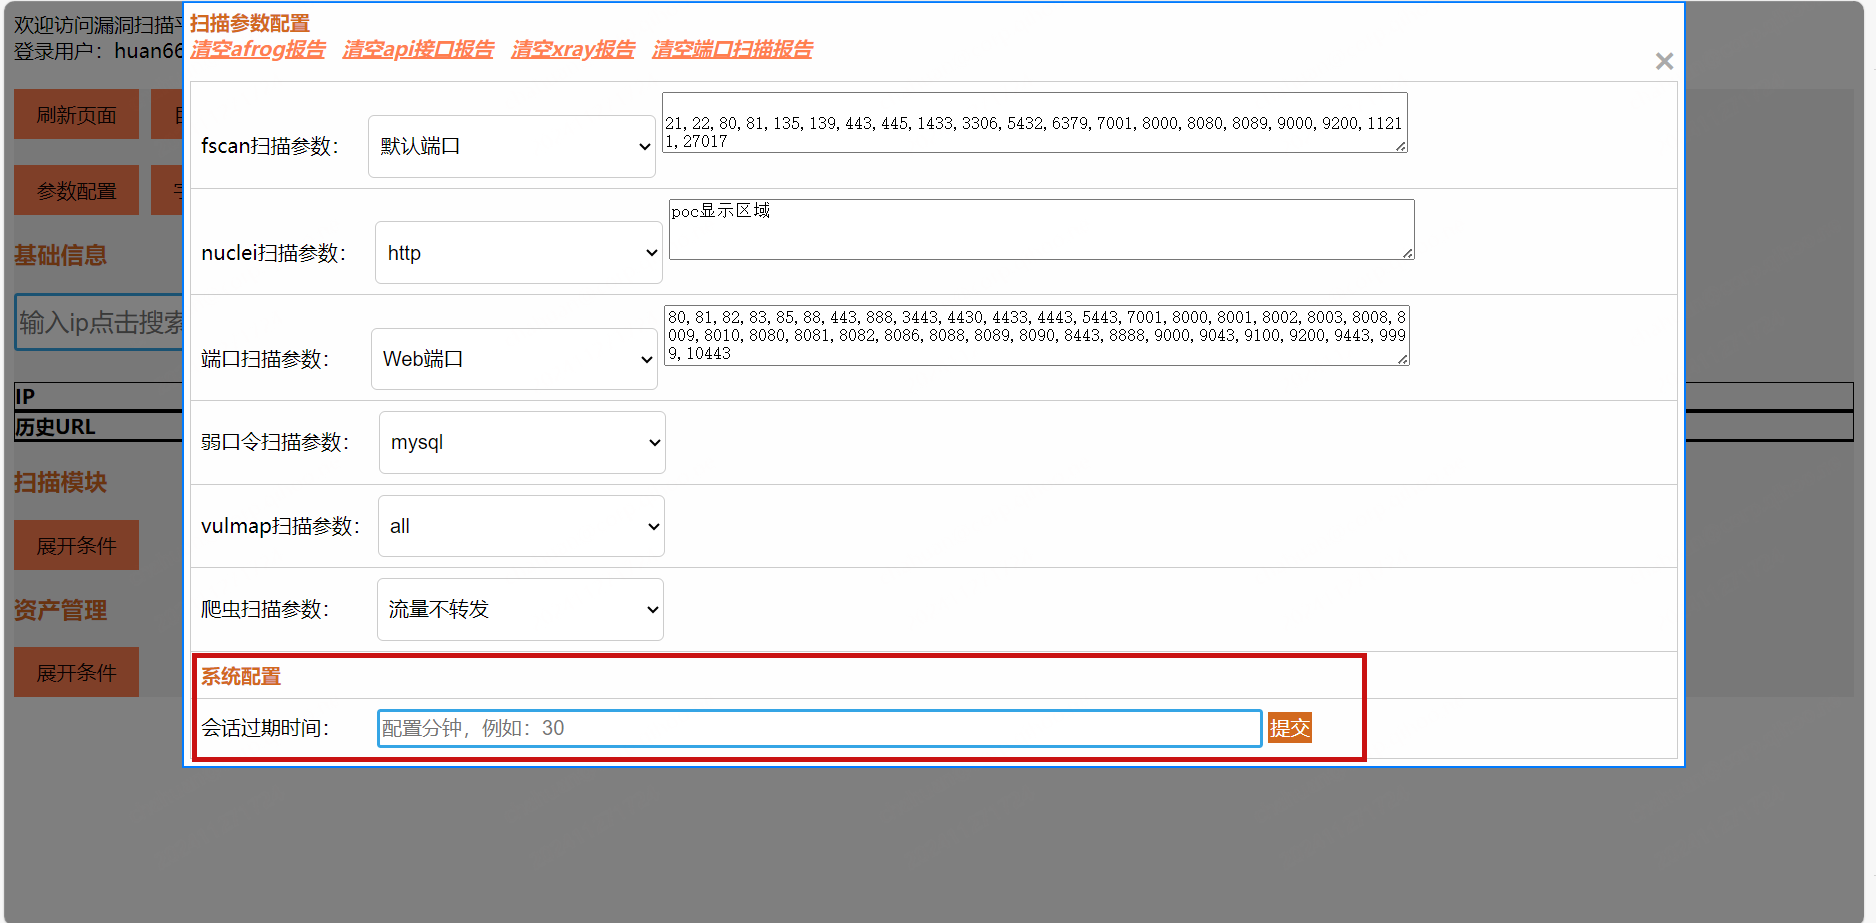 欢迎访问漏洞扫描
登录用户：huan66
刷新页面
参数配置
基础信息
输入ip点击搜索
IP
历史URL
扫描模块
展开条件
资产管理
展开条件
扫描参数配置
清空afrog报告 清空api接口报告 清空xray报告 清空端口扫描报告
×
fscan扫描参数： 默认端口
21,22,80,81,135,139,443,445,1433,3306,5432,6379,7001,8000,8080,8089,9000,9200,1121
1,27017
nuclei扫描参数： http
poc显示区域
端口扫描参数： Web端口
80,81,82,83,85,88,443,888,3443,4430,4433,4443,5443,7001,8000,8001,8002,8003,8008,8
009,8010,8080,8081,8082,8086,8088,8089,8090,8443,8888,9000,9043,9100,9200,9443,999
9,10443
弱口令扫描参数： mysql
vulmap扫描参数： all
爬虫扫描参数： 流量不转发
系统配置
会话过期时间： 配置分钟，例如：30 提交